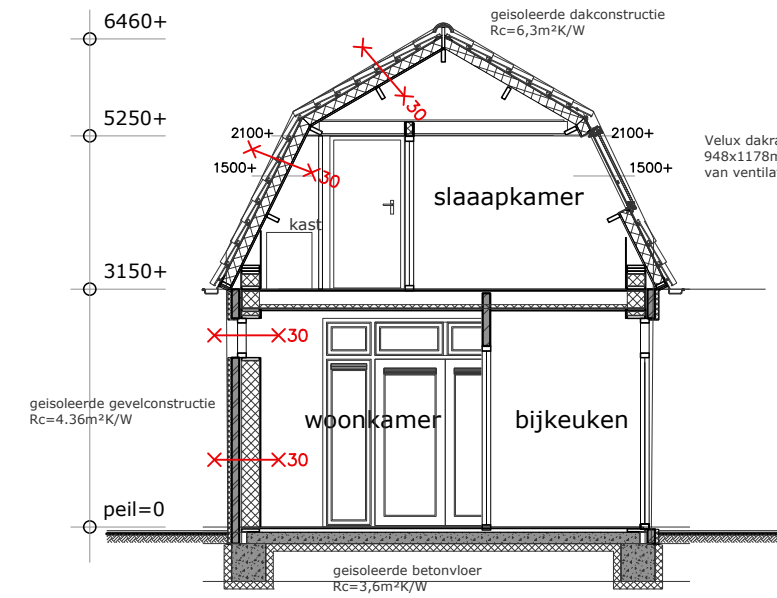 geisoleerde dakconstructie
Rc=6,3m²K/W
6460+
5250+
2100+
2100+
30
Velux dakra
948x1178m
van ventilat
1500+
30
1500+
slaaapkamer
kast
3150+
30
geisoleerde gevelconstructie
Rc=4.36m²K/W
woonkamer
bijkeuken
30
peil=0
geisoleerde betonvloer
Rc=3,6m²K/W